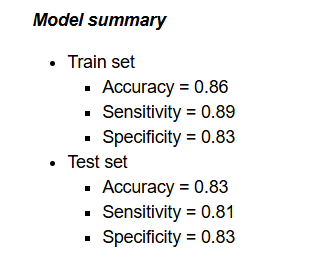 Model summary
Train set
Accuracy = 0.86
Sensitivity = 0.89
Specificity = 0.83
Test set
Accuracy = 0.83
Sensitivity = 0.81
Specificity = 0.83